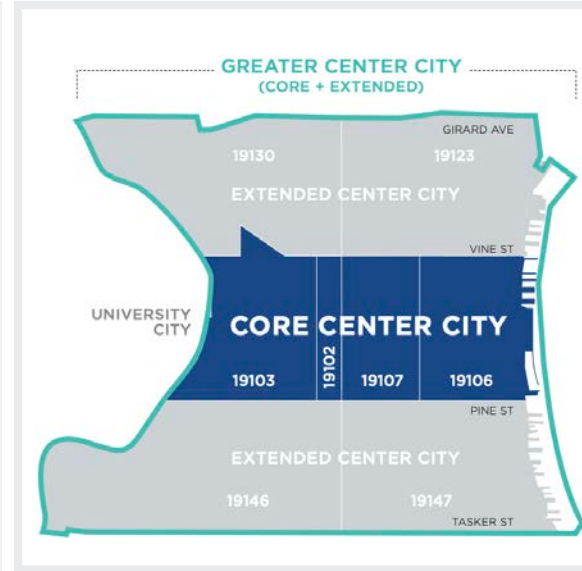 GREATER CENTER CITY
(CORE + EXTENDED)
GIRARD AVE
19130
19123
EXTENDED CENTER CITY
VINE ST
UNIVERSITY
CITY
CORE CENTER CITY
19103
19102
19107
19106
PINE ST
EXTENDED CENTER CITY
19146
19147
TASKER ST